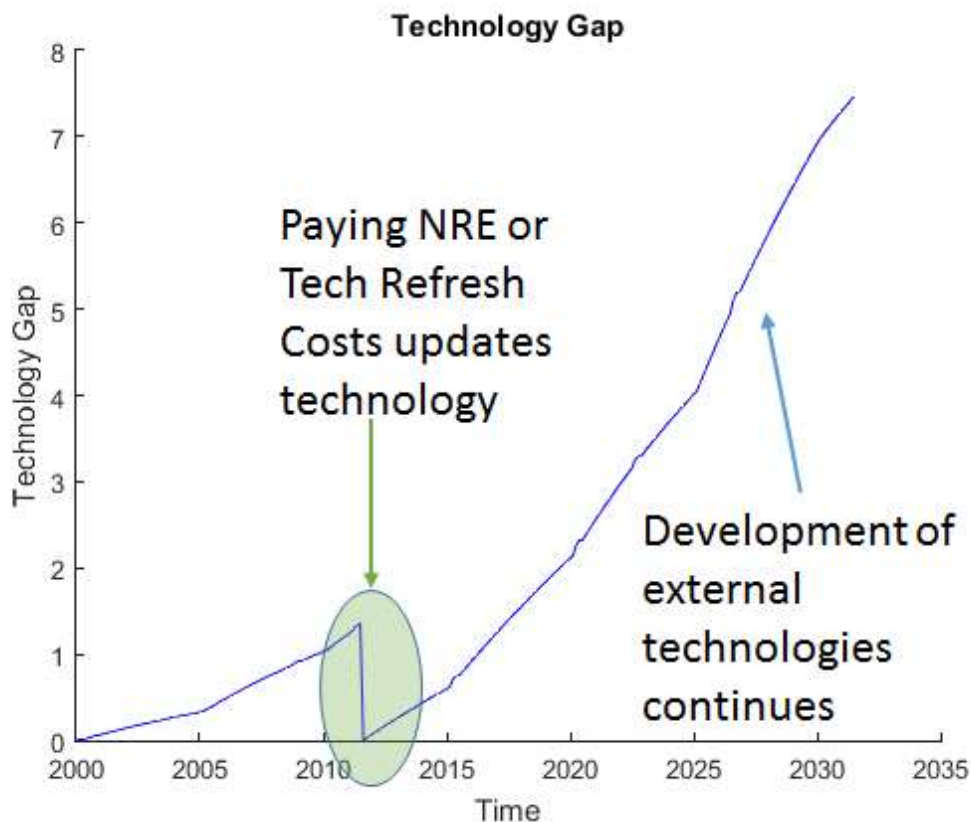 Technology Gap
8
7
6
5
4
3
2
1
0
Technology Gap
Paying NRE or
Tech Refresh
Costs updates
technology
Development of
external
technologies
continues
2000
2005
2010
2015
2020
2025
2030
2035
Time